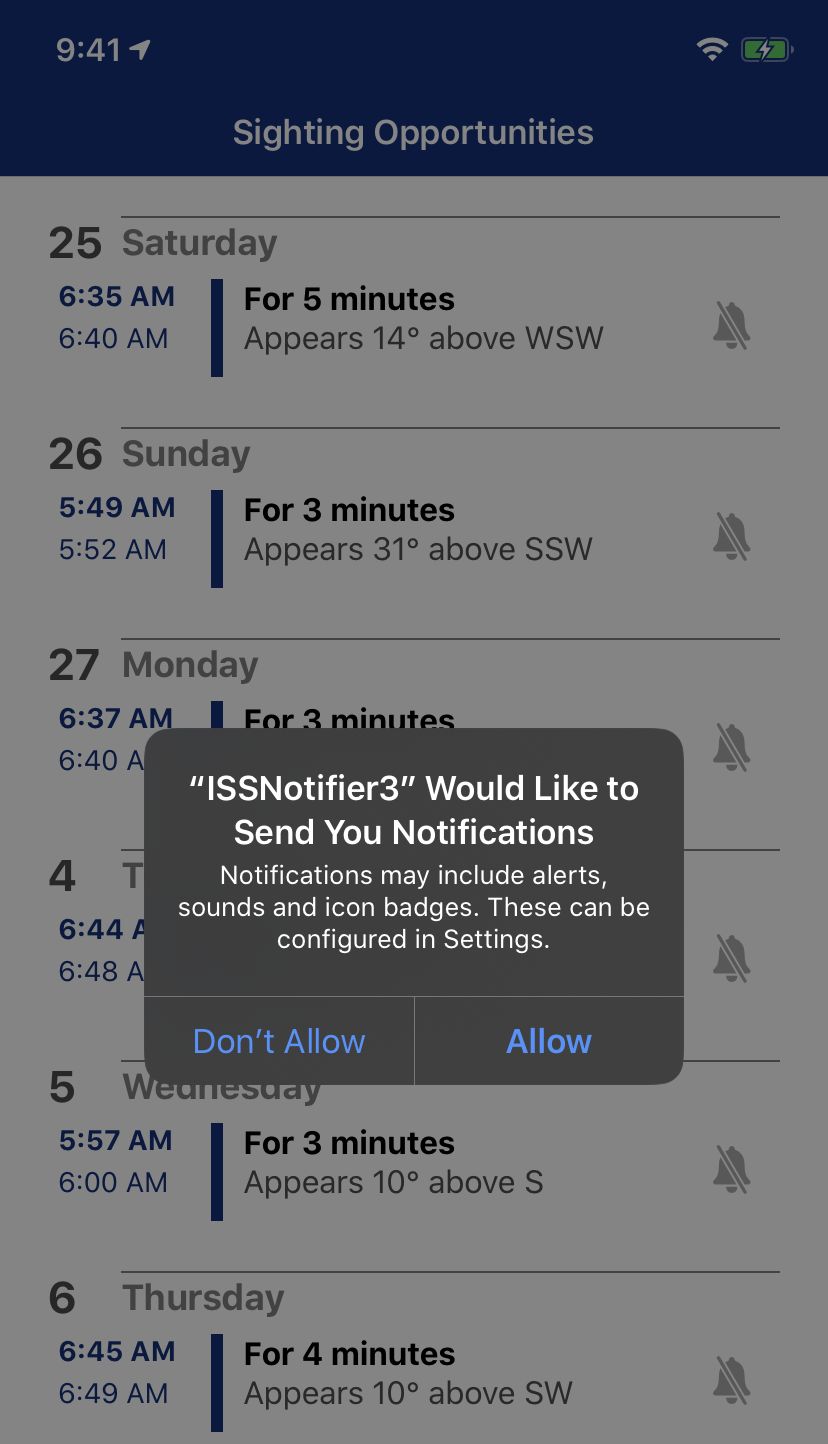 9:41
Sighting Opportunities
25 Saturday
6:35 AM For 5 minutes
6:40 AM Appears 14° above WSW
26 Sunday
5:49 AM For 3 minutes
5:52 AM Appears 31° above SSW
27 Monday
6:37 AM For 3 minutes
6:40 A
“ISSNotifier3” Would Like to
Send You Notifications
Notifications may include alerts,
sounds and icon badges. These can be
configured in Settings.
Don’t Allow Allow
4 T
6:44 A
6:48 A
5 Wednesday
5:57 AM For 3 minutes
6:00 AM Appears 10° above S
6 Thursday
6:45 AM For 4 minutes
6:49 AM Appears 10° above SW